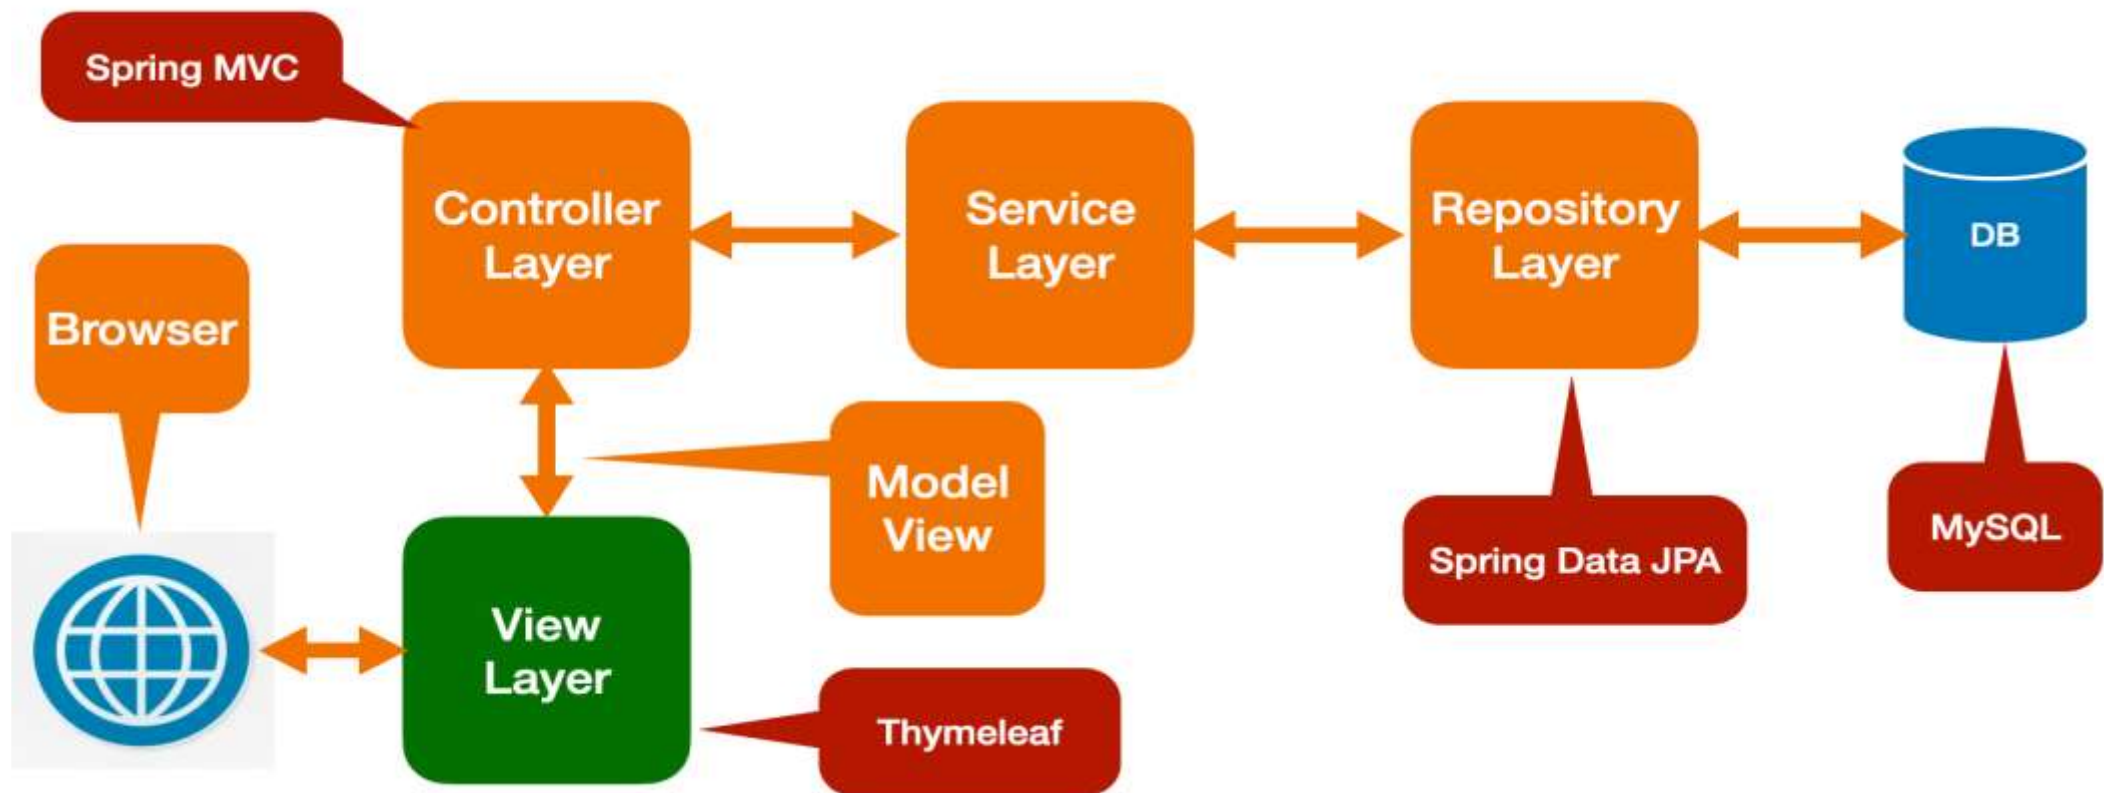 Spring MVC
Controller
Layer
Service
Layer
Repository
Layer
DB
Browser
Model
View
Spring Data JPA
MySQL
View
Layer
Thymeleaf